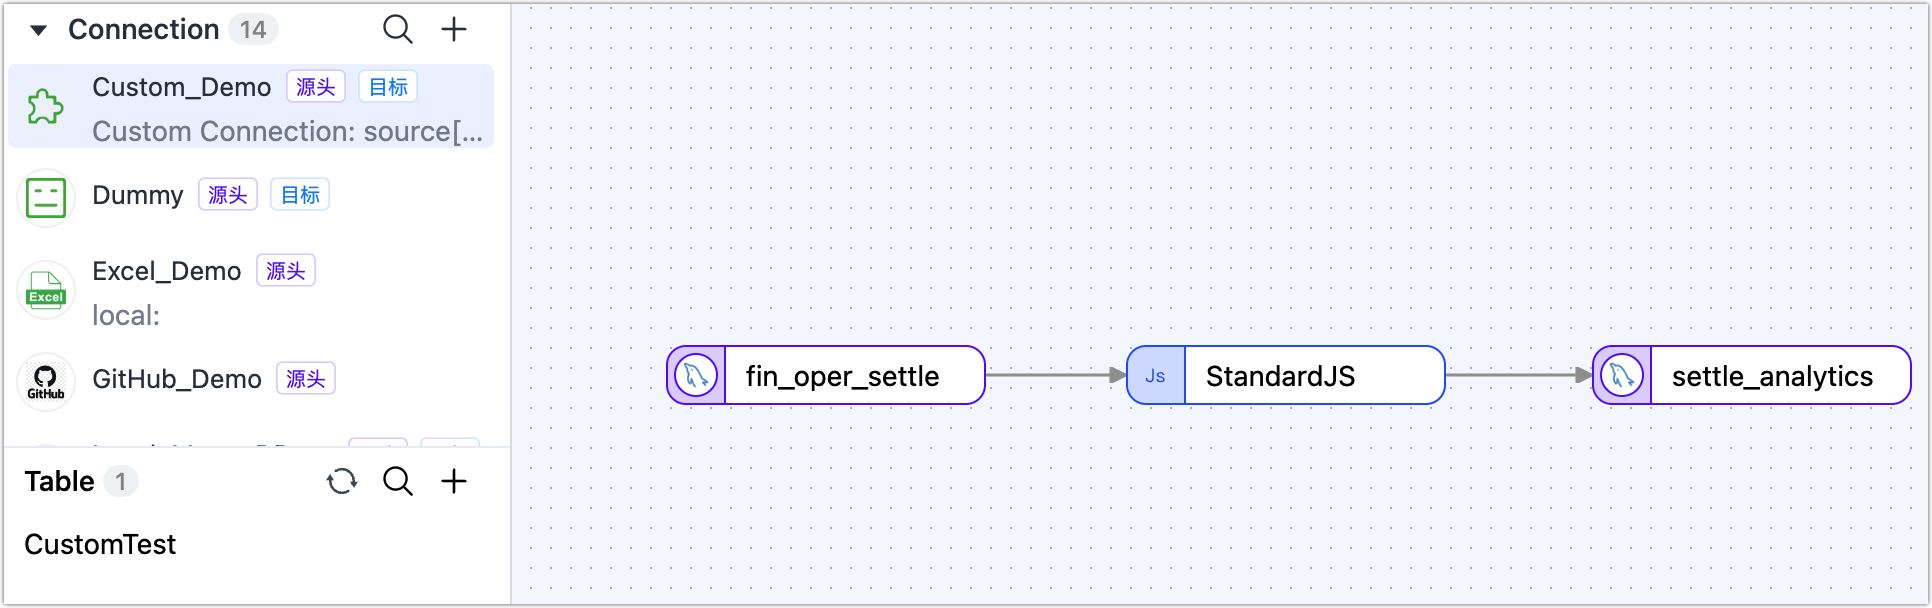 Connection 14
Custom_Demo 源头 目标
Custom Connection: source[...
Dummy 源头 目标
Excel_Demo 源头
Excel
local:
GitHub_Demo 源头
GitHub
Table 1
CustomTest
fin_oper_settle
Js StandardJS
settle_analytics